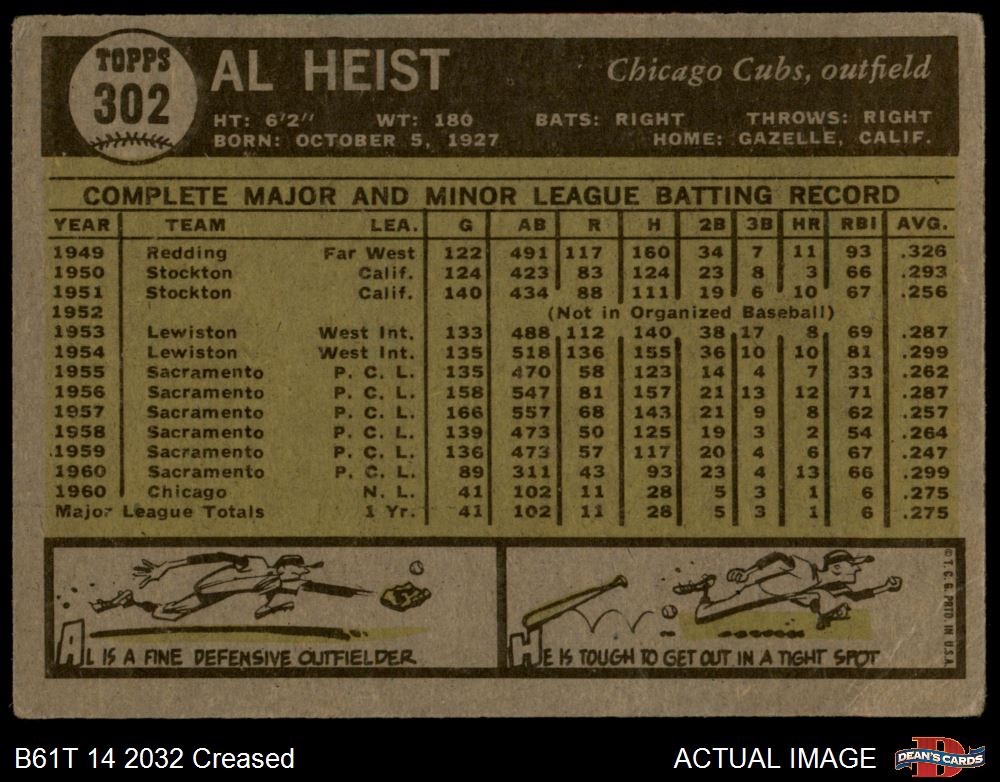 TOPPS
302
AL HEIST
Chicago Cubs, outfield
HT: 6'2" WT: 180 BATS: RIGHT THROWS: RIGHT
BORN: OCTOBER 5, 1927 HOME: GAZELLE, CALIF.
COMPLETE MAJOR AND MINOR LEAGUE BATTING RECORD
YEAR TEAM LEA. G AB R H 2B 3B HR RBI AVG.
1949 Redding Far West 122 491 117 160 34 7 11 93 .326
1950 Stockton Calif. 124 423 83 124 23 8 3 66 .293
1951 Stockton Calif. 140 434 88 111 19 6 10 67 .256
1952 (Not in Organized Baseball)
1953 Lewiston West Int. 133 488 112 140 38 17 8 69 .287
1954 Lewiston West Int. 135 518 136 155 36 10 10 81 .299
1955 Sacramento P. C. L. 135 470 58 123 14 4 7 33 .262
1956 Sacramento P. C. L. 158 547 81 157 21 13 12 71 .287
1957 Sacramento P. C. L. 166 557 68 143 21 9 8 62 .257
1958 Sacramento P. C. L. 139 473 50 125 19 3 2 54 .264
1959 Sacramento P. C. L. 136 473 57 117 20 4 6 67 .247
1960 Sacramento P. C. L. 89 311 43 93 23 4 13 66 .299
1960 Chicago N. L. 41 102 11 28 5 3 1 6 .275
Major League Totals 1 Yr. 41 102 11 28 5 3 1 6 .275
AL IS A FINE DEFENSIVE OUTFIELDER
HE IS TOUGH TO GET OUT IN A TIGHT SPOT
© T. C. G. PRTD. IN U.S.A.
B61T 14 2032 Creased
ACTUAL IMAGE
D
DEAN'S CARDS